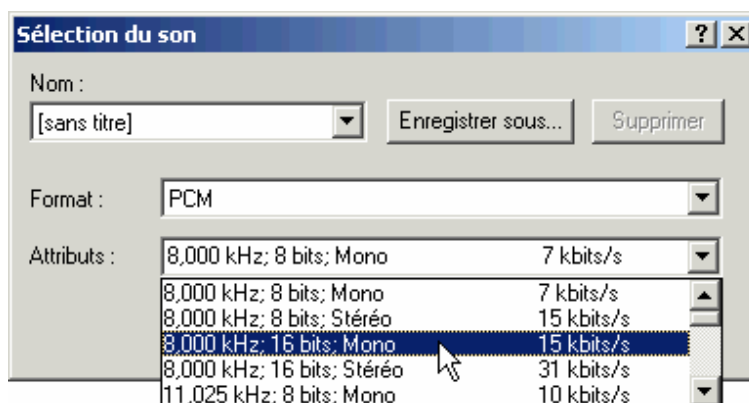 Sélection du son
Nom :
[sans titre] Enregistrer sous... Supprimer
Format : PCM
Attributs : 8,000 kHz; 8 bits; Mono 7 kbits/s
8,000 kHz; 8 bits; Mono 7 kbits/s
8,000 kHz; 8 bits; Stéréo 15 kbits/s
8,000 kHz; 16 bits; Mono 15 kbits/s
8,000 kHz; 16 bits; Stéréo 31 kbits/s
11,025 kHz; 8 bits; Mono 10 kbits/s